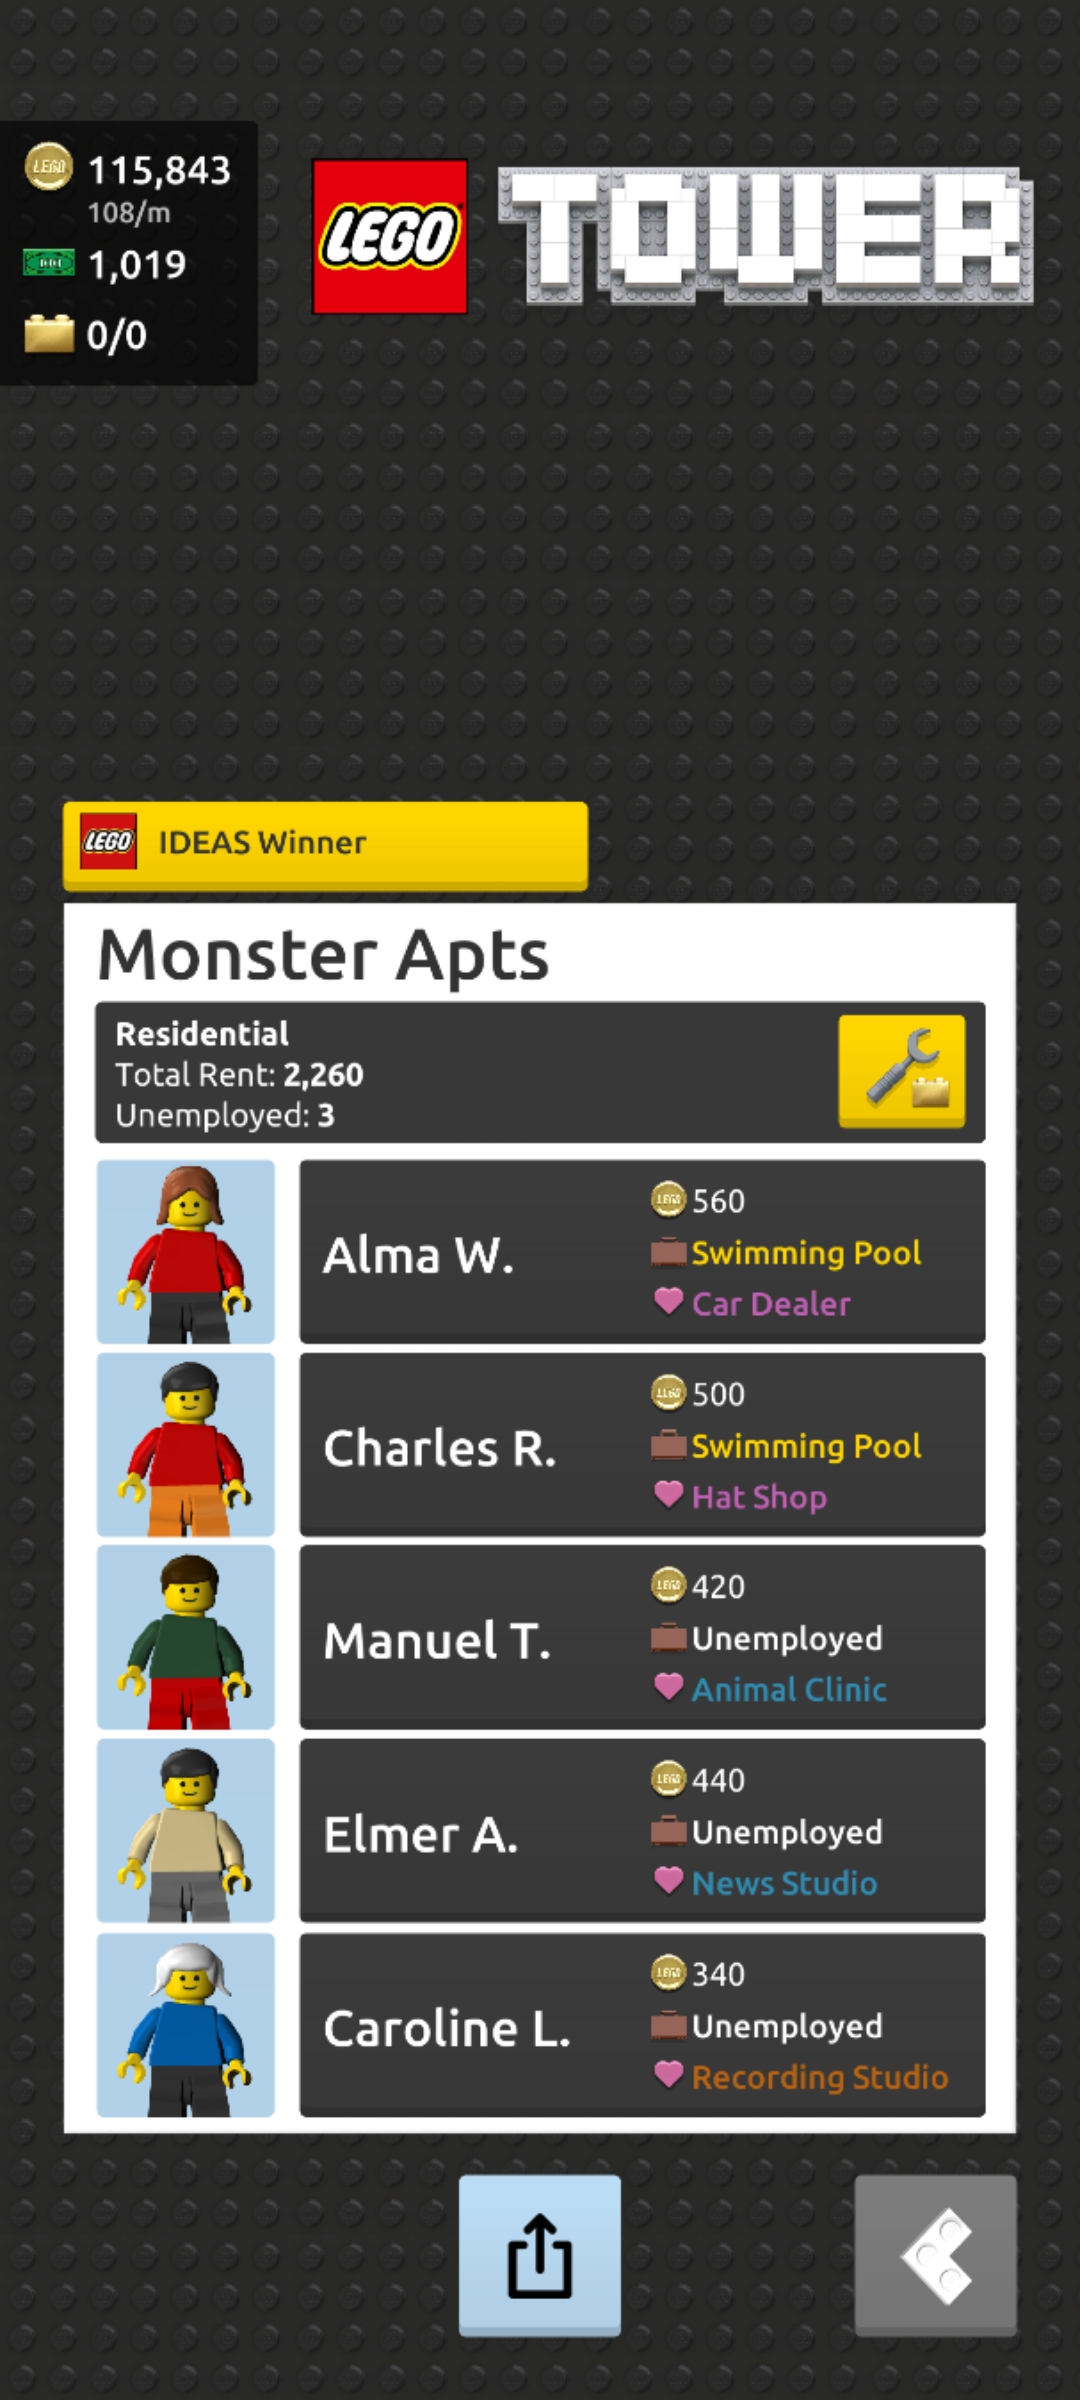 115,843
108/m
1,019
0/0
LEGO TOWER
LEGO IDEAS Winner
Monster Apts
Residential
Total Rent: 2,260
Unemployed: 3
Alma W.
560
Swimming Pool
Car Dealer
Charles R.
500
Swimming Pool
Hat Shop
Manuel T.
420
Unemployed
Animal Clinic
Elmer A.
440
Unemployed
News Studio
Caroline L.
340
Unemployed
Recording Studio